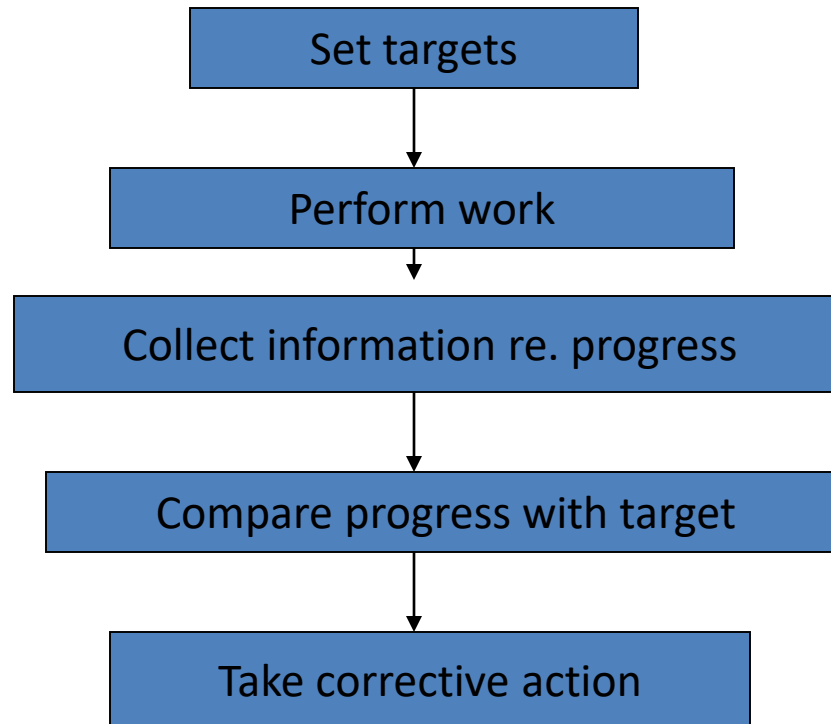 Set targets
Perform work
Collect information re. progress
Compare progress with target
Take corrective action